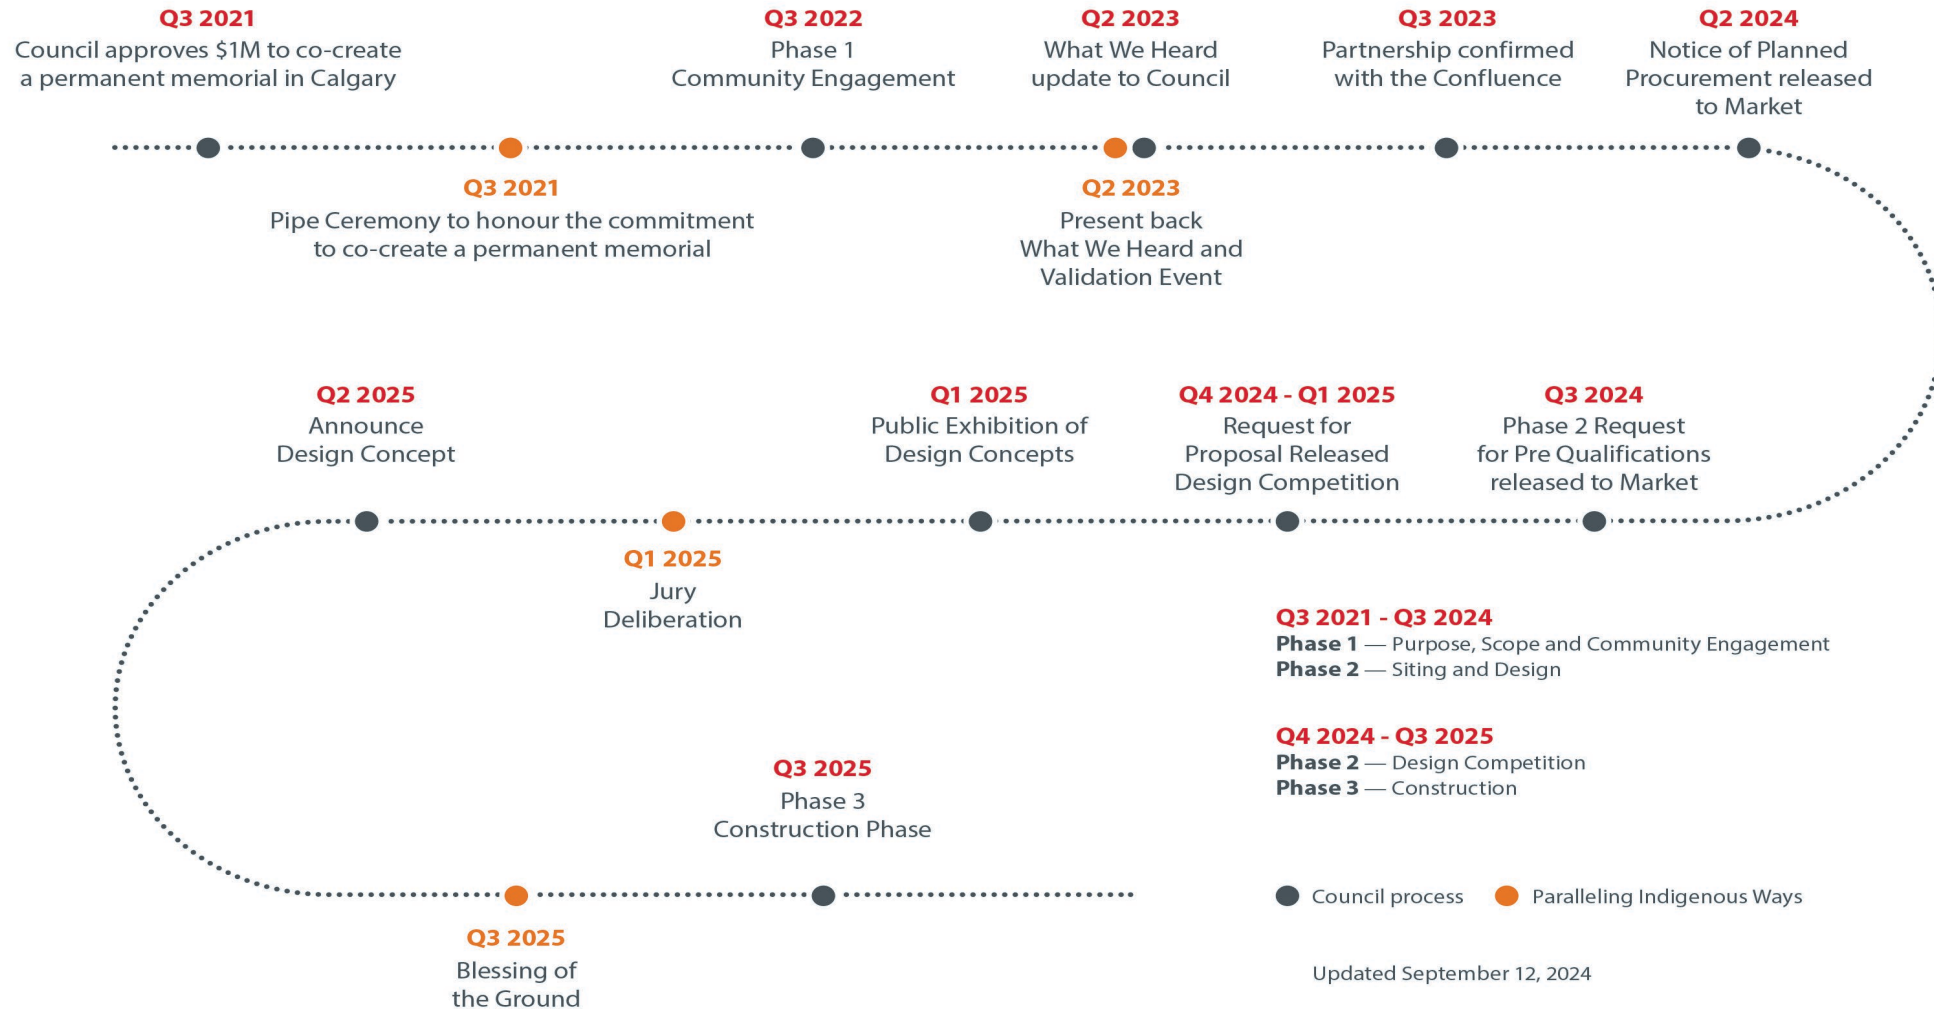 Q3 2021
Council approves $1M to co-create
a permanent memorial in Calgary
Q3 2021
Pipe Ceremony to honour the commitment
to co-create a permanent memorial
Q3 2022
Phase 1
Community Engagement
Q2 2023
What We Heard
update to Council
Q2 2023
Present back
What We Heard and
Validation Event
Q3 2023
Partnership confirmed
with the Confluence
Q2 2024
Notice of Planned
Procurement released
to Market
Q3 2024
Phase 2 Request
for Pre Qualifications
released to Market
Q4 2024 - Q1 2025
Request for
Proposal Released
Design Competition
Q1 2025
Public Exhibition of
Design Concepts
Q1 2025
Jury
Deliberation
Q2 2025
Announce
Design Concept
Q3 2025
Blessing of
the Ground
Q3 2025
Phase 3
Construction Phase
Q3 2021 - Q3 2024
Phase 1 — Purpose, Scope and Community Engagement
Phase 2 — Siting and Design
Q4 2024 - Q3 2025
Phase 2 — Design Competition
Phase 3 — Construction
Council process
Paralleling Indigenous Ways
Updated September 12, 2024